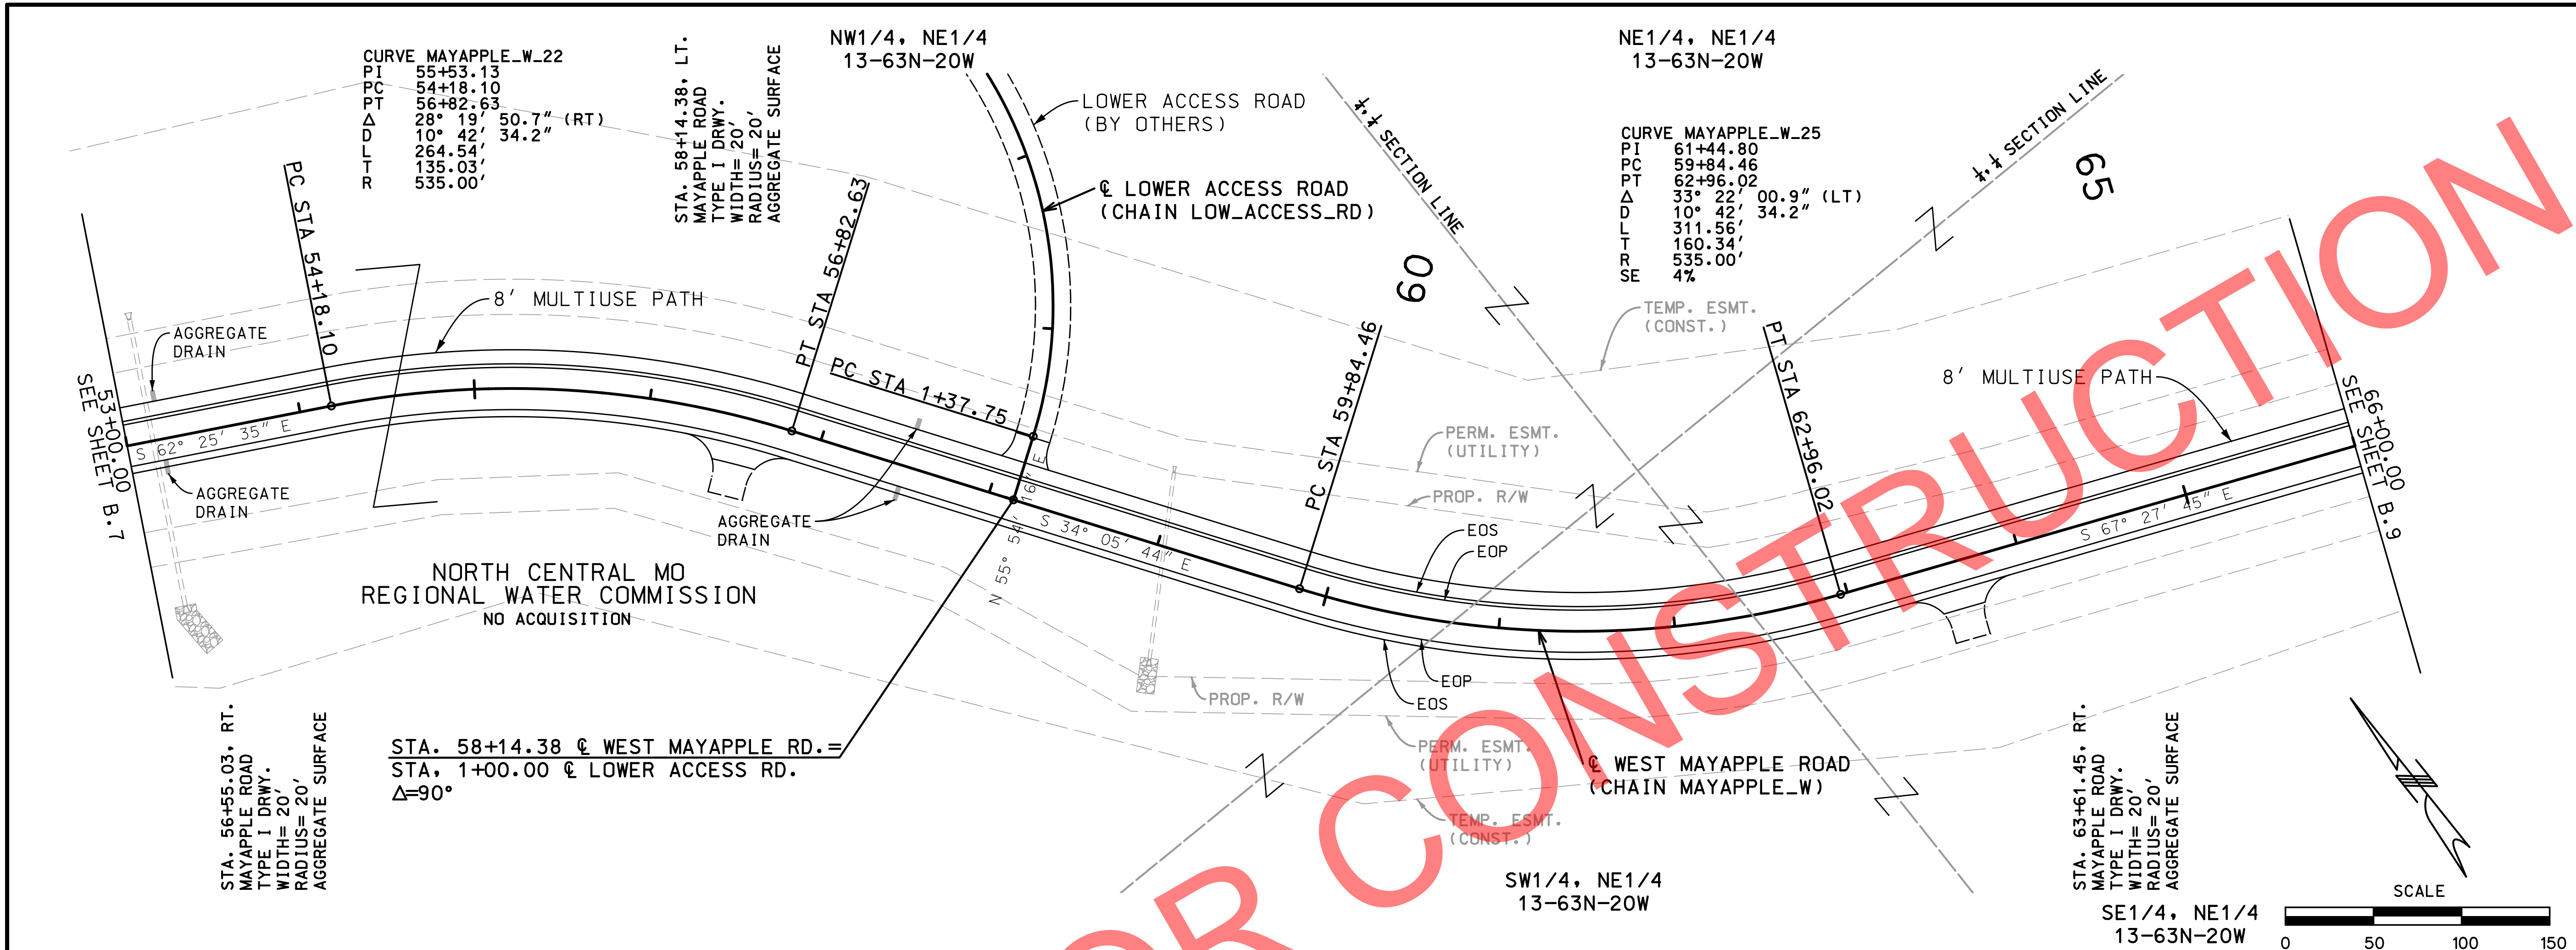 CURVE MAYAPPLE_W_22
PI 55+53.13
PC 54+18.10
PT 56+82.63
Δ 28° 19' 50.7" (RT)
D 10° 42' 34.2"
L 264.54'
T 135.03'
R 535.00'
STA. 58+14.38, LT.
MAYAPPLE ROAD
TYPE I DRWY.
WIDTH= 20'
RADIUS= 20'
AGGREGATE SURFACE
NW1/4, NE1/4
13-63N-20W
LOWER ACCESS ROAD
(BY OTHERS)
℄ LOWER ACCESS ROAD
(CHAIN LOW_ACCESS_RD)
¼, ¼ SECTION LINE
NE1/4, NE1/4
13-63N-20W
CURVE MAYAPPLE_W_25
PI 61+44.80
PC 59+84.46
PT 62+96.02
Δ 33° 22' 00.9" (LT)
D 10° 42' 34.2"
L 311.56'
T 160.34'
R 535.00'
SE 4%
¼, ¼ SECTION LINE
65
60
PC STA 54+18.10
8' MULTIUSE PATH
PT STA 56+82.63
PC STA 1+37.75
PC STA 59+84.46
TEMP. ESMT.
(CONST.)
PT STA 62+96.02
8' MULTIUSE PATH
AGGREGATE
DRAIN
53+00.00
SEE SHEET B.7
S 62° 25' 35" E
AGGREGATE
DRAIN
AGGREGATE
DRAIN
N 55° 54' 16" E
S 34° 05' 44" E
PERM. ESMT.
(UTILITY)
PROP. R/W
EOS
EOP
S 67° 27' 45" E
66+00.00
SEE SHEET B.9
NORTH CENTRAL MO
REGIONAL WATER COMMISSION
NO ACQUISITION
PROP. R/W
EOP
EOS
PERM. ESMT.
(UTILITY)
℄ WEST MAYAPPLE ROAD
(CHAIN MAYAPPLE_W)
TEMP. ESMT.
(CONST.)
STA. 56+55.03, RT.
MAYAPPLE ROAD
TYPE I DRWY.
WIDTH= 20'
RADIUS= 20'
AGGREGATE SURFACE
STA. 58+14.38 ℄ WEST MAYAPPLE RD.=
STA, 1+00.00 ℄ LOWER ACCESS RD.
Δ=90°
SW1/4, NE1/4
13-63N-20W
STA. 63+61.45, RT.
MAYAPPLE ROAD
TYPE I DRWY.
WIDTH= 20'
RADIUS= 20'
AGGREGATE SURFACE
SE1/4, NE1/4
13-63N-20W
SCALE
0 50 100 150
OR CONSTRUCTION